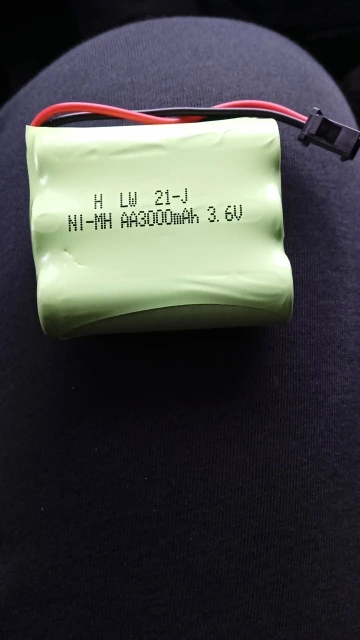 H LW 21-J
NI-MH AA3000mAh 3.6V